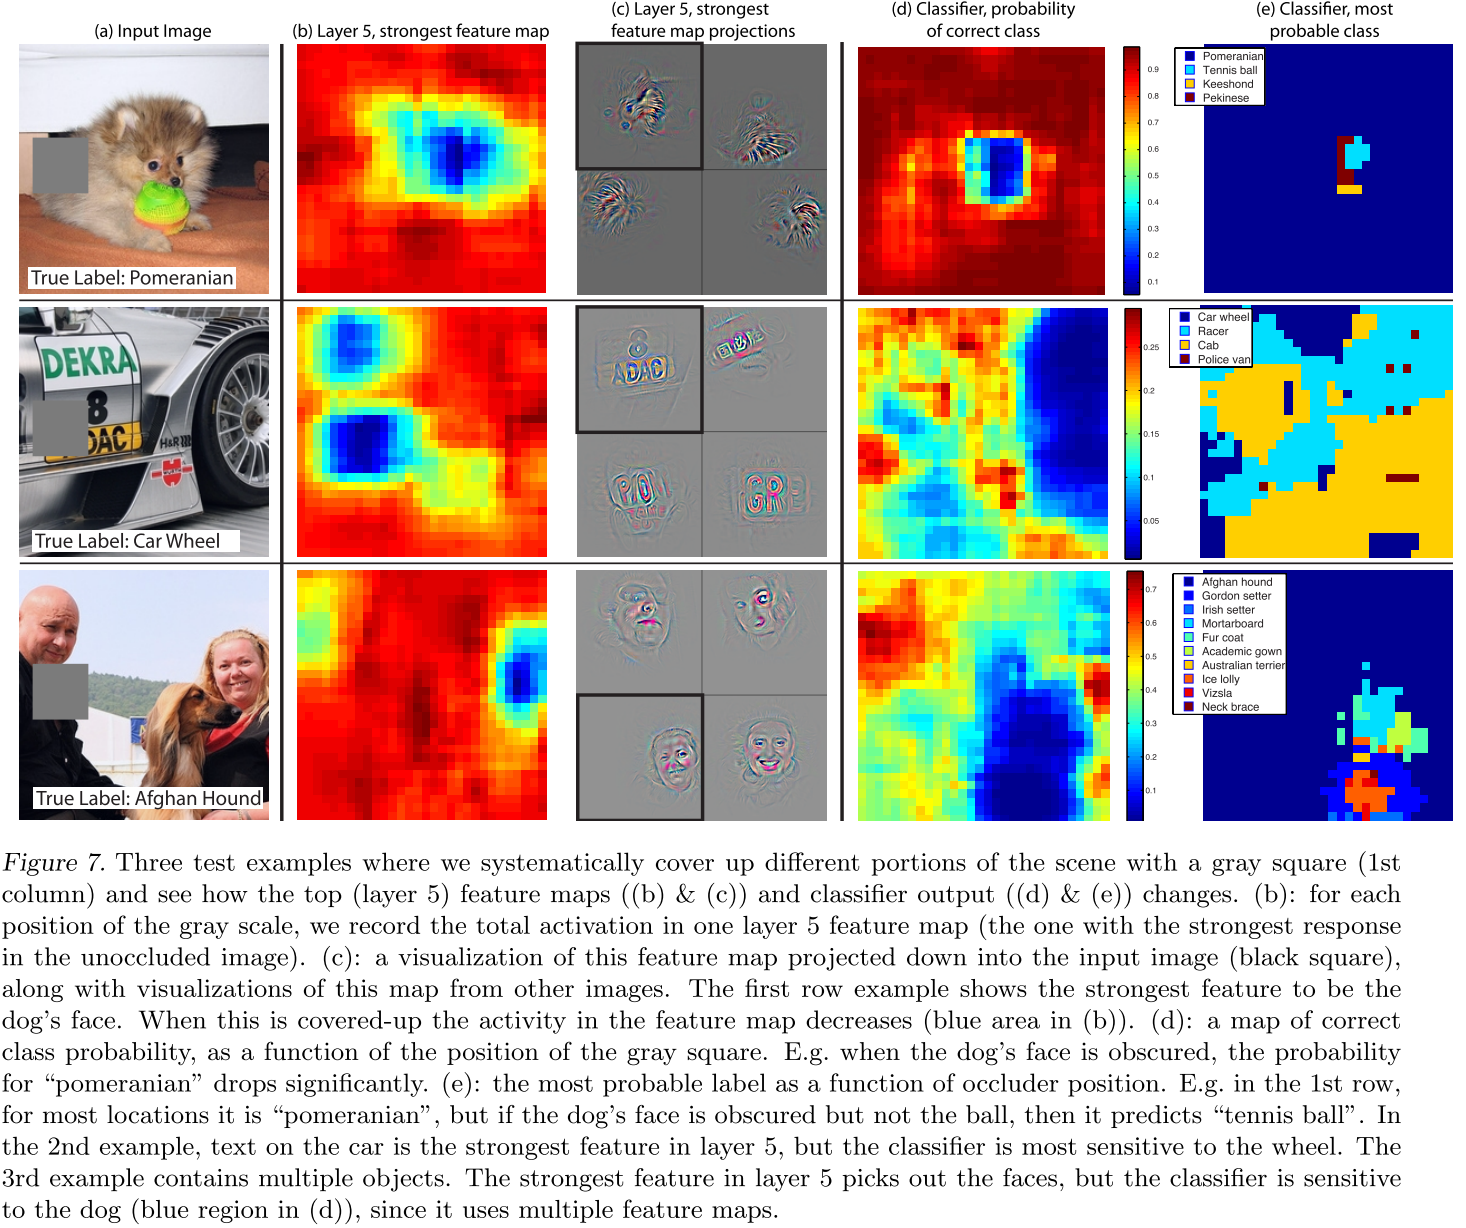 (a) Input Image
(b) Layer 5, strongest feature map
(c) Layer 5, strongest
feature map projections
(d) Classifier, probability
of correct class
(e) Classifier, most
probable class
True Label: Pomeranian
0.9
0.8
0.7
0.6
0.5
0.4
0.3
0.2
0.1
Pomeranian
Tennis ball
Keeshond
Pekinese
DEKRA
8
ADAC
H&R
True Label: Car Wheel
8
ADAC
GRE
0.25
0.2
0.15
0.1
0.05
Car wheel
Racer
Cab
Police van
True Label: Afghan Hound
0.7
0.6
0.5
0.4
0.3
0.2
0.1
Afghan hound
Gordon setter
Irish setter
Mortarboard
Fur coat
Academic gown
Australian terrier
Ice lolly
Vizsla
Neck brace
Figure 7. Three test examples where we systematically cover up different portions of the scene with a gray square (1st
column) and see how the top (layer 5) feature maps ((b) & (c)) and classifier output ((d) & (e)) changes. (b): for each
position of the gray scale, we record the total activation in one layer 5 feature map (the one with the strongest response
in the unoccluded image). (c): a visualization of this feature map projected down into the input image (black square),
along with visualizations of this map from other images. The first row example shows the strongest feature to be the
dog's face. When this is covered-up the activity in the feature map decreases (blue area in (b)). (d): a map of correct
class probability, as a function of the position of the gray square. E.g. when the dog's face is obscured, the probability
for “pomeranian” drops significantly. (e): the most probable label as a function of occluder position. E.g. in the 1st row,
for most locations it is “pomeranian”, but if the dog's face is obscured but not the ball, then it predicts “tennis ball”. In
the 2nd example, text on the car is the strongest feature in layer 5, but the classifier is most sensitive to the wheel. The
3rd example contains multiple objects. The strongest feature in layer 5 picks out the faces, but the classifier is sensitive
to the dog (blue region in (d)), since it uses multiple feature maps.